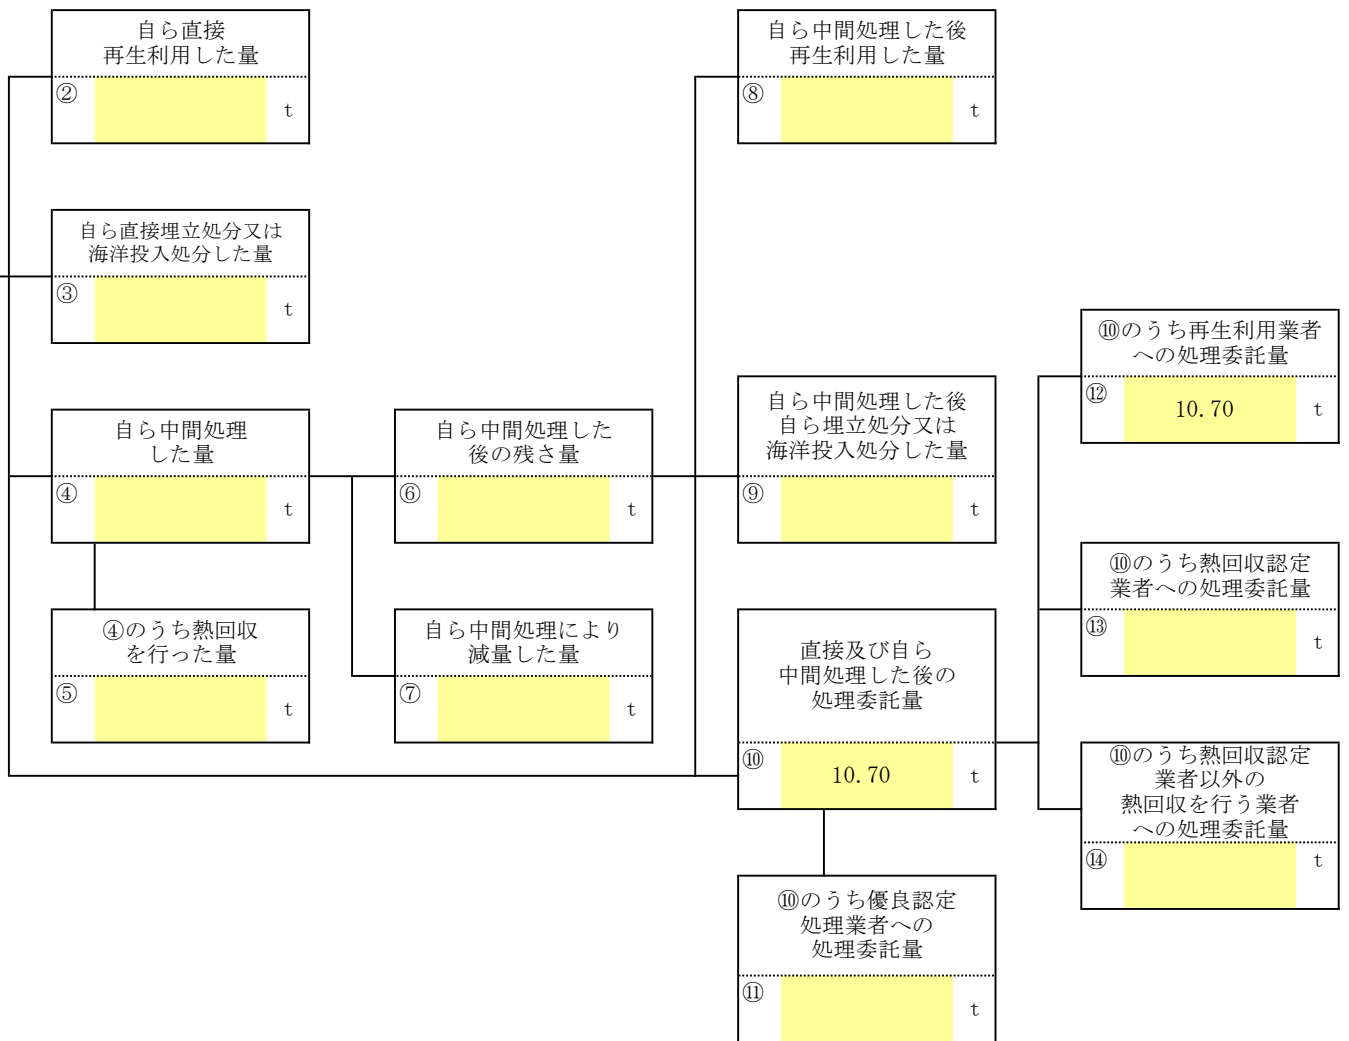 自ら直接
再生利用した量
②
t
自ら中間処理した後
再生利用した量
⑧
t
自ら直接埋立処分又は
海洋投入処分した量
③
t
⑩のうち再生利用業者
への処理委託量
⑫
10.70
t
自ら中間処理
した量
④
t
自ら中間処理した
後の残さ量
⑥
t
自ら中間処理した後
自ら埋立処分又は
海洋投入処分した量
⑨
t
⑩のうち熱回収認定
業者への処理委託量
⑬
t
④のうち熱回収
を行った量
⑤
t
自ら中間処理により
減量した量
⑦
t
直接及び自ら
中間処理した後の
処理委託量
⑩
10.70
t
⑩のうち熱回収認定
業者以外の
熱回収を行う業者
への処理委託量
⑭
t
⑩のうち優良認定
処理業者への
処理委託量
⑪
t